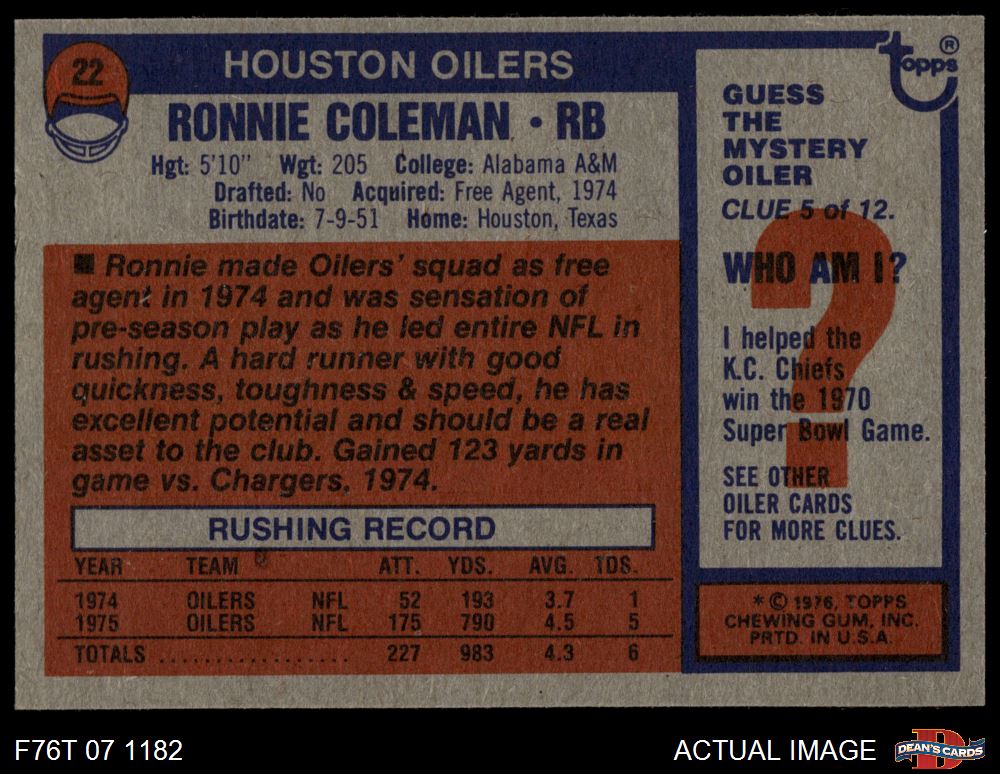 22
HOUSTON OILERS
RONNIE COLEMAN • RB
Hgt: 5'10" Wgt: 205 College: Alabama A&M
Drafted: No Acquired: Free Agent, 1974
Birthdate: 7-9-51 Home: Houston, Texas
■ Ronnie made Oilers' squad as free
agent in 1974 and was sensation of
pre-season play as he led entire NFL in
rushing. A hard runner with good
quickness, toughness & speed, he has
excellent potential and should be a real
asset to the club. Gained 123 yards in
game vs. Chargers, 1974.
RUSHING RECORD
YEAR TEAM ATT. YDS. AVG. TDS.
1974 OILERS NFL 52 193 3.7 1
1975 OILERS NFL 175 790 4.5 5
TOTALS .................. 227 983 4.3 6
topps ®
GUESS
THE
MYSTERY
OILER
CLUE 5 of 12.
WHO AM I?
I helped the
K.C. Chiefs
win the 1970
Super Bowl Game.
SEE OTHER
OILER CARDS
FOR MORE CLUES.
* © 1976, TOPPS
CHEWING GUM, INC.
PRTD. IN U.S.A.
F76T 07 1182
ACTUAL IMAGE
D
DEAN'S CARDS